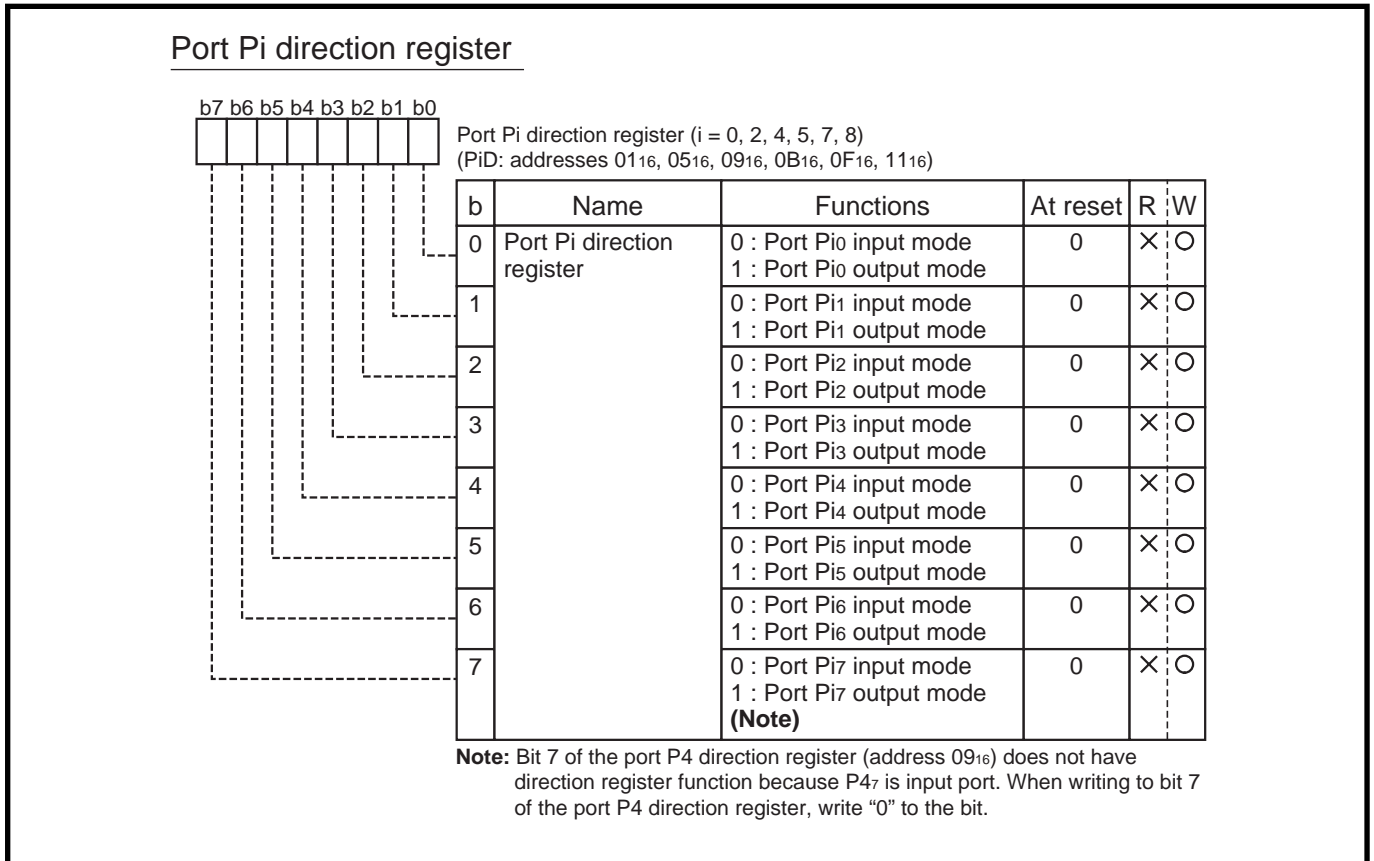 Port Pi direction register
b7 b6 b5 b4 b3 b2 b1 b0
Port Pi direction register (i = 0, 2, 4, 5, 7, 8)
(PiD: addresses 0116, 0516, 0916, 0B16, 0F16, 1116)
b Name Functions At reset R W
0 Port Pi direction 0 : Port Pi0 input mode 0 × ○
register 1 : Port Pi0 output mode
1 0 : Port Pi1 input mode 0 × ○
1 : Port Pi1 output mode
2 0 : Port Pi2 input mode 0 × ○
1 : Port Pi2 output mode
3 0 : Port Pi3 input mode 0 × ○
1 : Port Pi3 output mode
4 0 : Port Pi4 input mode 0 × ○
1 : Port Pi4 output mode
5 0 : Port Pi5 input mode 0 × ○
1 : Port Pi5 output mode
6 0 : Port Pi6 input mode 0 × ○
1 : Port Pi6 output mode
7 0 : Port Pi7 input mode 0 × ○
1 : Port Pi7 output mode
(Note)
Note: Bit 7 of the port P4 direction register (address 0916) does not have
direction register function because P47 is input port. When writing to bit 7
of the port P4 direction register, write “0” to the bit.